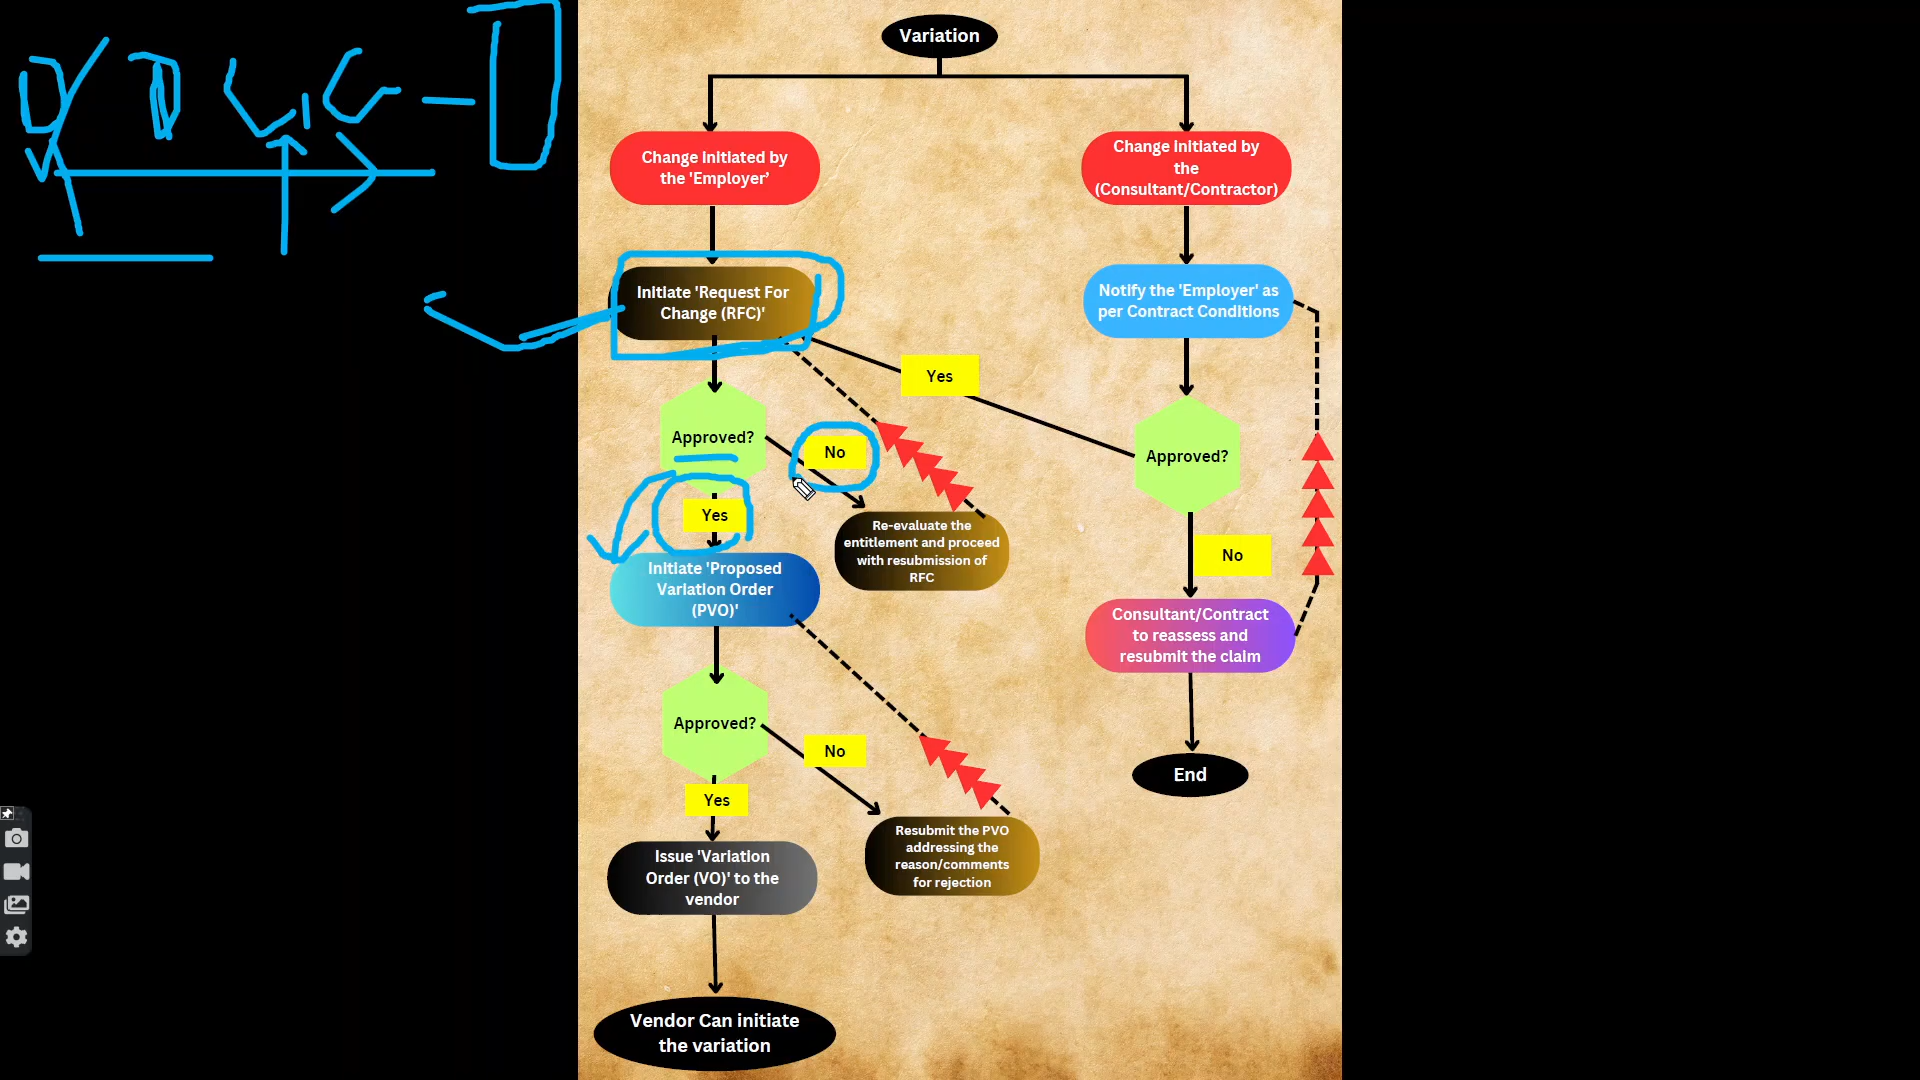 Variation
Change initiated by
the 'Employer’
Change initiated by
the
(Consultant/Contractor)
Initiate 'Request For
Change (RFC)'
Notify the 'Employer' as
per Contract Conditions
Yes
Approved?
No
Approved?
Yes
Re-evaluate the
entitlement and proceed
with resubmission of
RFC
No
Initiate 'Proposed
Variation Order
(PVO)'
Consultant/Contract
to reassess and
resubmit the claim
Approved?
No
End
Yes
Resubmit the PVO
addressing the
reason/comments
for rejection
Issue 'Variation
Order (VO)' to the
vendor
Vendor Can initiate
the variation